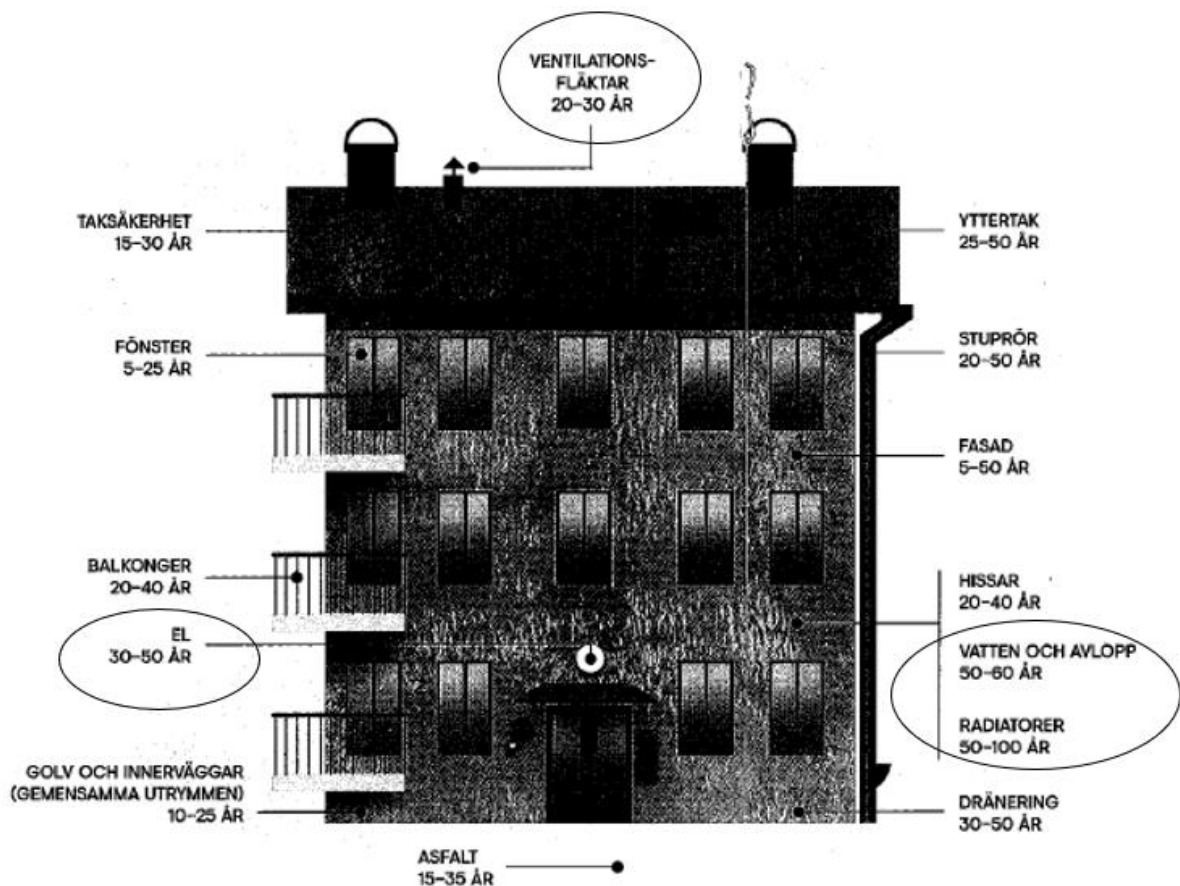 VENTILATIONS-
FLÄKTAR
20–30 ÅR
TAKSÄKERHET
15–30 ÅR
YTTERTAK
25–50 ÅR
FÖNSTER
5–25 ÅR
STUPRÖR
20–50 ÅR
FASAD
5–50 ÅR
BALKONGER
20–40 ÅR
HISSAR
20–40 ÅR
EL
30–50 ÅR
VATTEN OCH AVLOPP
50–60 ÅR
RADIATORER
50–100 ÅR
GOLV OCH INNERVÄGGAR
(GEMENSAMMA UTRYMMEN)
10–25 ÅR
DRÄNERING
30–50 ÅR
ASFALT
15–35 ÅR